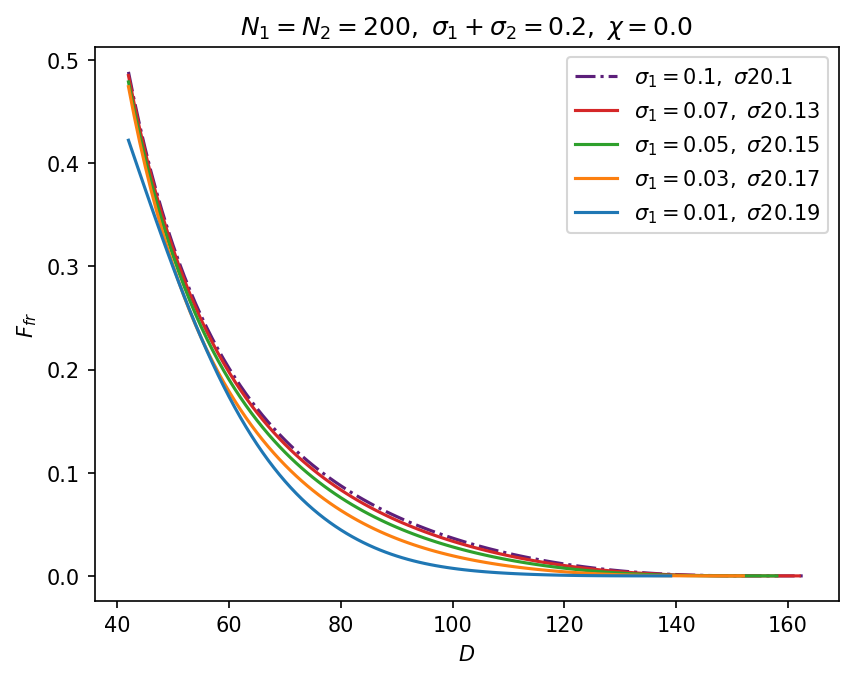 N₁ = N₂ = 200, σ₁ + σ₂ = 0.2, χ = 0.0
0.5
0.4
0.3
0.2
0.1
0.0
F_fr
40
60
80
100
120
140
160
D
σ₁ = 0.1, σ20.1
σ₁ = 0.07, σ20.13
σ₁ = 0.05, σ20.15
σ₁ = 0.03, σ20.17
σ₁ = 0.01, σ20.19